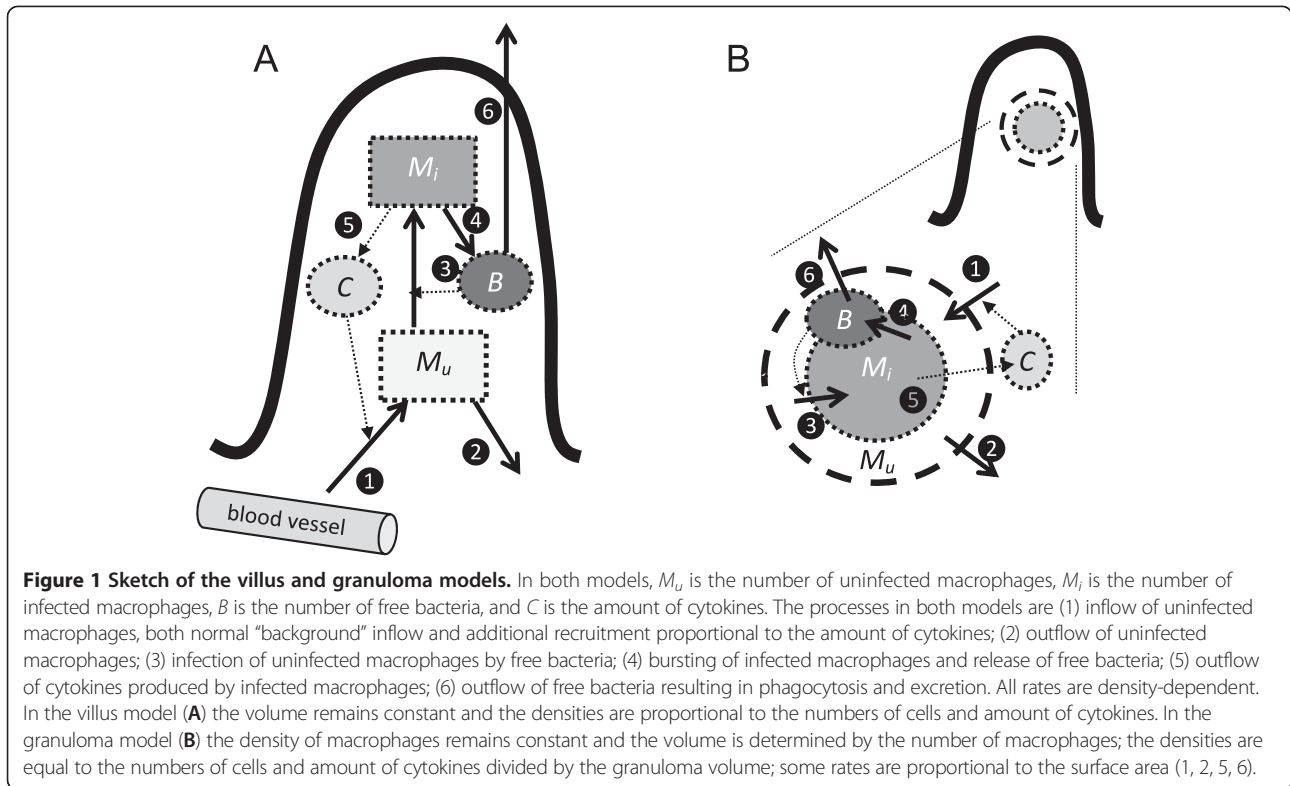 A
B
6
M_i
5
4
3
C
B
M_u
2
1
blood vessel
6
1
B
4
M_i
C
5
3
M_u
2
Figure 1 Sketch of the villus and granuloma models. In both models, M_u is the number of uninfected macrophages, M_i is the number of
infected macrophages, B is the number of free bacteria, and C is the amount of cytokines. The processes in both models are (1) inflow of uninfected
macrophages, both normal “background” inflow and additional recruitment proportional to the amount of cytokines; (2) outflow of uninfected
macrophages; (3) infection of uninfected macrophages by free bacteria; (4) bursting of infected macrophages and release of free bacteria; (5) outflow
of cytokines produced by infected macrophages; (6) outflow of free bacteria resulting in phagocytosis and excretion. All rates are density-dependent.
In the villus model (A) the volume remains constant and the densities are proportional to the numbers of cells and amount of cytokines. In the
granuloma model (B) the density of macrophages remains constant and the volume is determined by the number of macrophages; the densities are
equal to the numbers of cells and amount of cytokines divided by the granuloma volume; some rates are proportional to the surface area (1, 2, 5, 6).